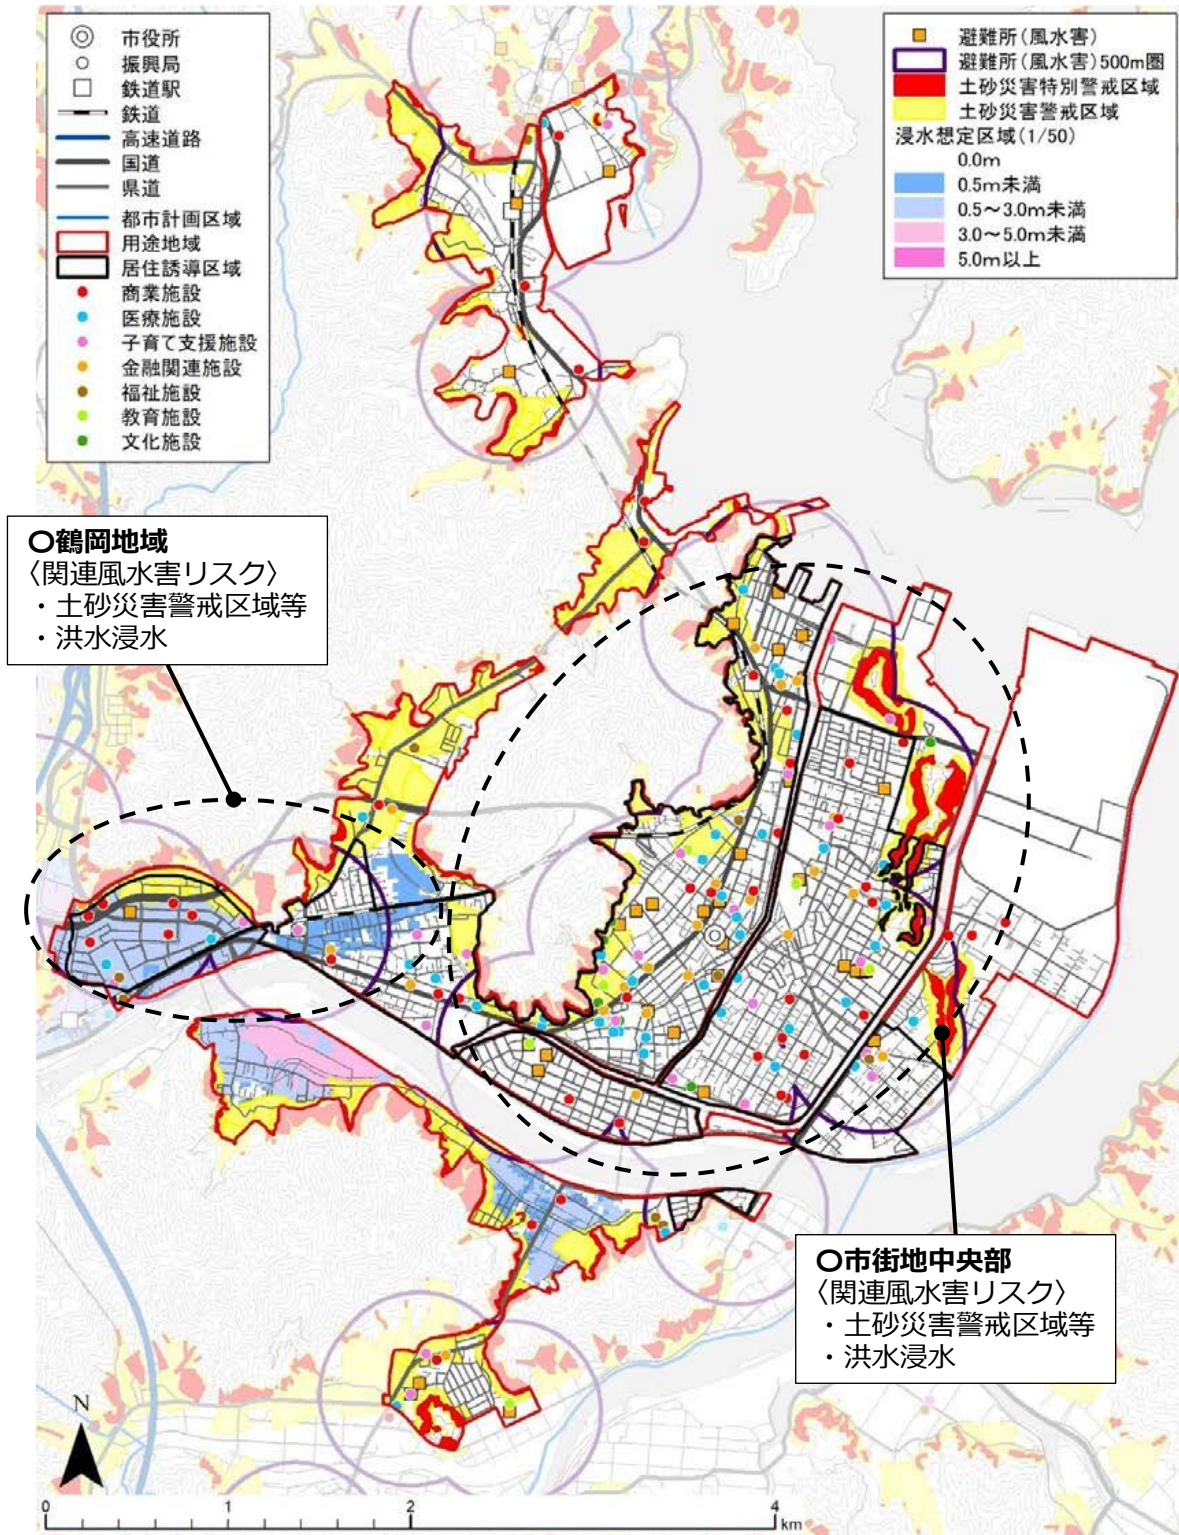 市役所
振興局
鉄道駅
鉄道
高速道路
国道
県道
都市計画区域
用途地域
居住誘導区域
商業施設
医療施設
子育て支援施設
金融関連施設
福祉施設
教育施設
文化施設
避難所(風水害)
避難所(風水害)500m圏
土砂災害特別警戒区域
土砂災害警戒区域
浸水想定区域(1/50)
0.0m
0.5m未満
0.5～3.0m未満
3.0～5.0m未満
5.0m以上
〇鶴岡地域
〈関連風水害リスク〉
・土砂災害警戒区域等
・洪水浸水
〇市街地中央部
〈関連風水害リスク〉
・土砂災害警戒区域等
・洪水浸水
N
0 1 2 4
km